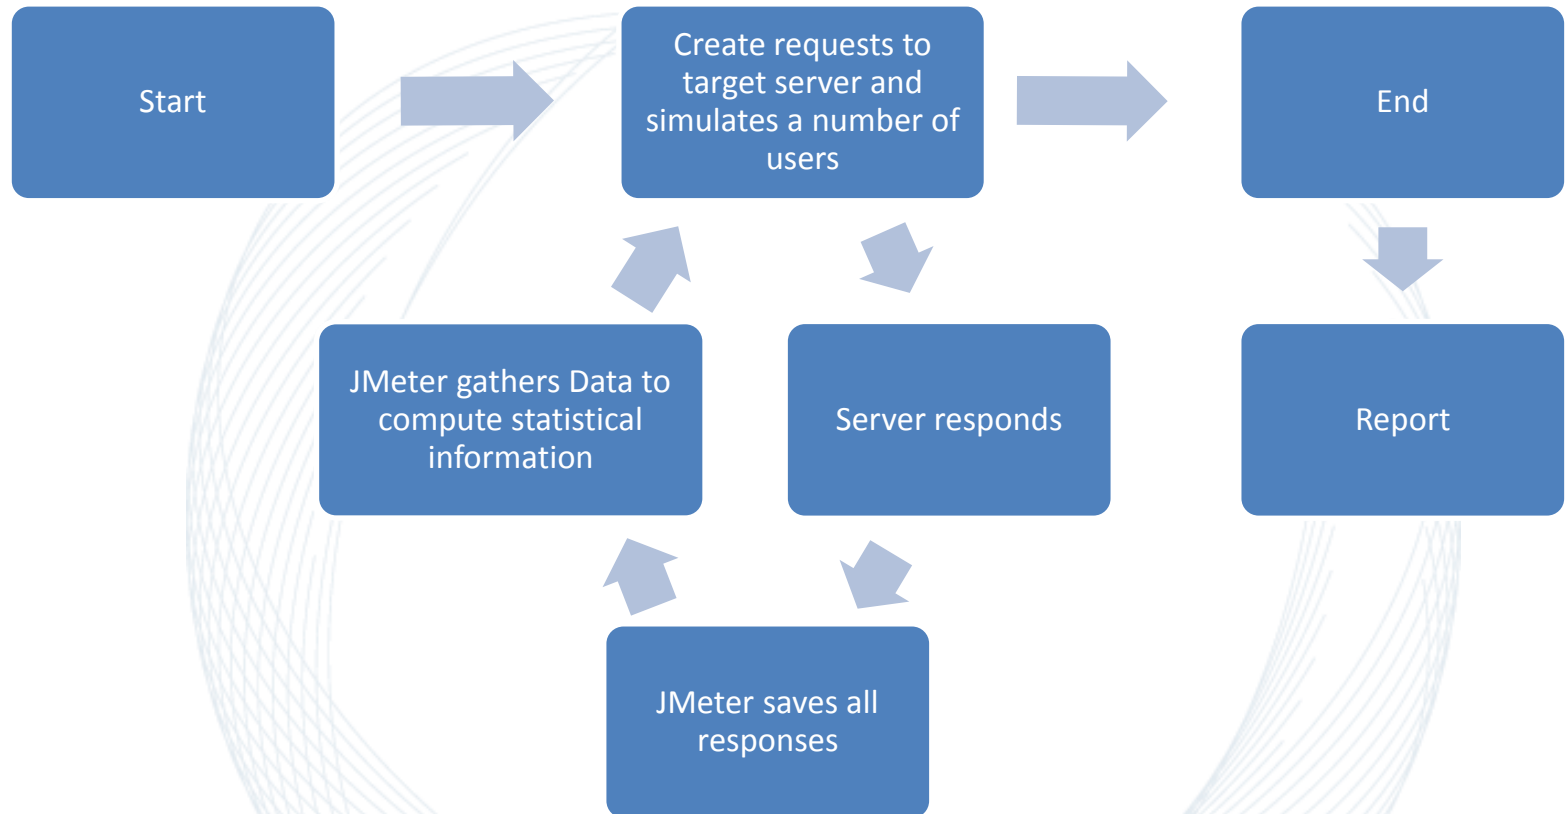 Start
Create requests to
target server and
simulates a number of
users
End
JMeter gathers Data to
compute statistical
information
Server responds
Report
JMeter saves all
responses